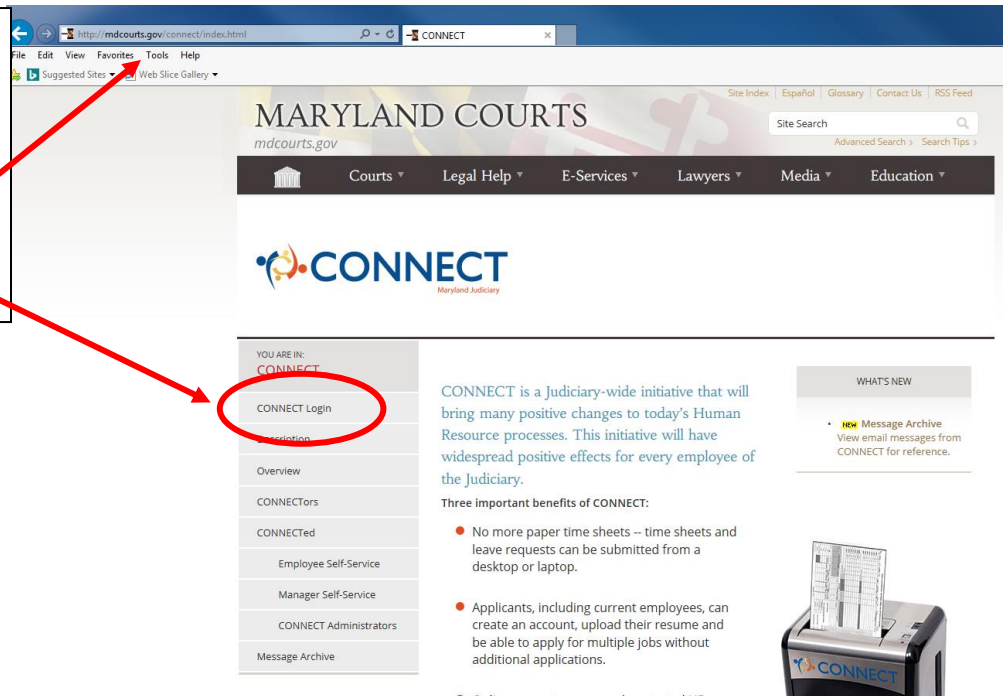 http://mdcourts.gov/connect/index.html
CONNECT
File Edit View Favorites Tools Help
Suggested Sites Web Slice Gallery
Site Index Español Glossary Contact Us RSS Feed
MARYLAND COURTS
mdcourts.gov
Site Search
Advanced Search > Search Tips >
Courts Legal Help E-Services Lawyers Media Education
CONNECT
Maryland Judiciary
YOU ARE IN:
CONNECT
CONNECT Login
Description
Overview
CONNECTors
CONNECTed
Employee Self-Service
Manager Self-Service
CONNECT Administrators
Message Archive
CONNECT is a Judiciary-wide initiative that will
bring many positive changes to today's Human
Resource processes. This initiative will have
widespread positive effects for every employee of
the Judiciary.
Three important benefits of CONNECT:
No more paper time sheets -- time sheets and
leave requests can be submitted from a
desktop or laptop.
Applicants, including current employees, can
create an account, upload their resume and
be able to apply for multiple jobs without
additional applications.
WHAT'S NEW
NEW Message Archive
View email messages from
CONNECT for reference.
CONNECT